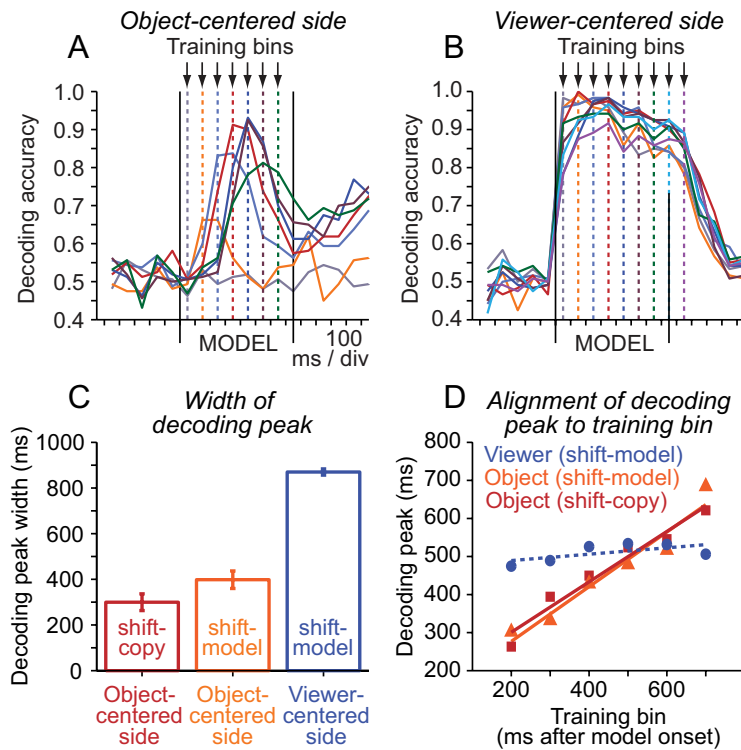 A
Object-centered side
Training bins
Decoding accuracy
1.0
0.9
0.8
0.7
0.6
0.5
0.4
MODEL
100
ms / div
B
Viewer-centered side
Training bins
Decoding accuracy
1.0
0.9
0.8
0.7
0.6
0.5
0.4
MODEL
C
Width of
decoding peak
Decoding peak width (ms)
1000
800
600
400
200
0
shift-
copy
shift-
model
shift-
model
Object-
centered
side
Object-
centered
side
Viewer-
centered
side
D
Alignment of decoding
peak to training bin
Decoding peak (ms)
800
700
600
500
400
300
200
Viewer (shift-model)
Object (shift-model)
Object (shift-copy)
200
400
600
Training bin
(ms after model onset)